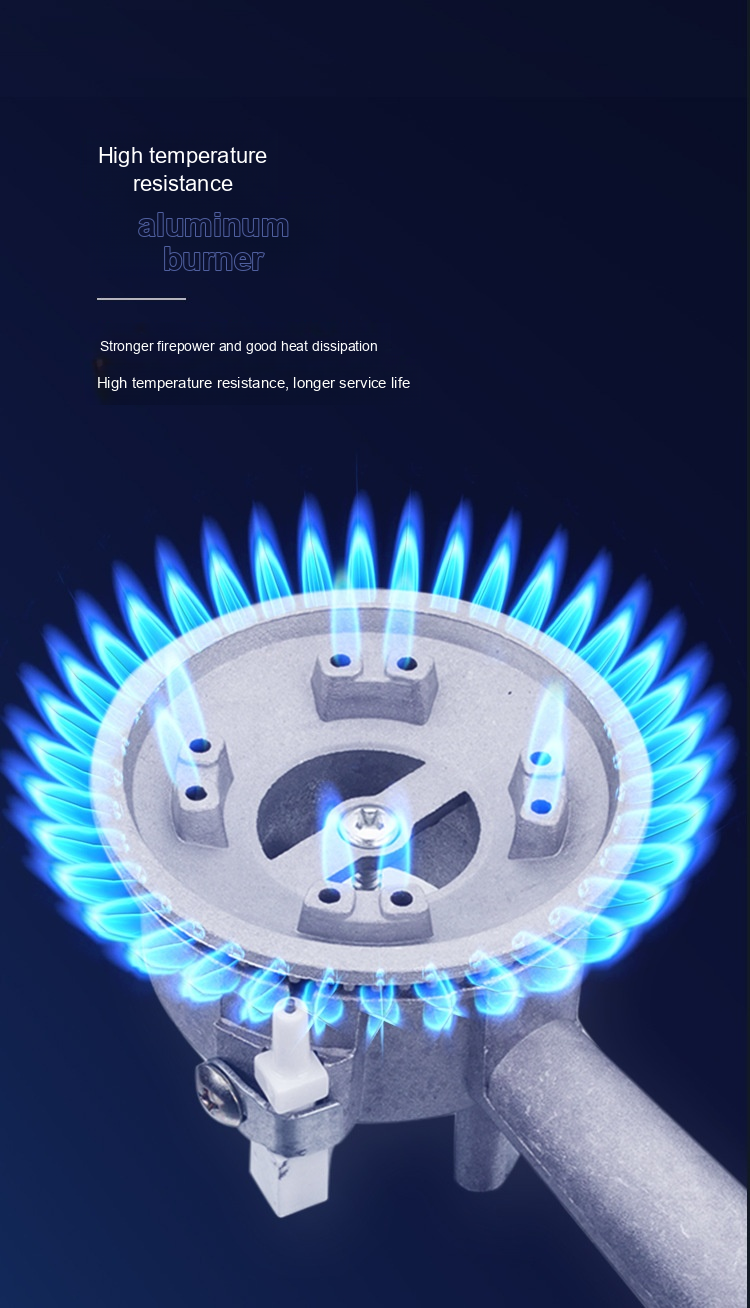 High temperature
resistance
aluminum
burner
Stronger firepower and good heat dissipation
High temperature resistance, longer service life